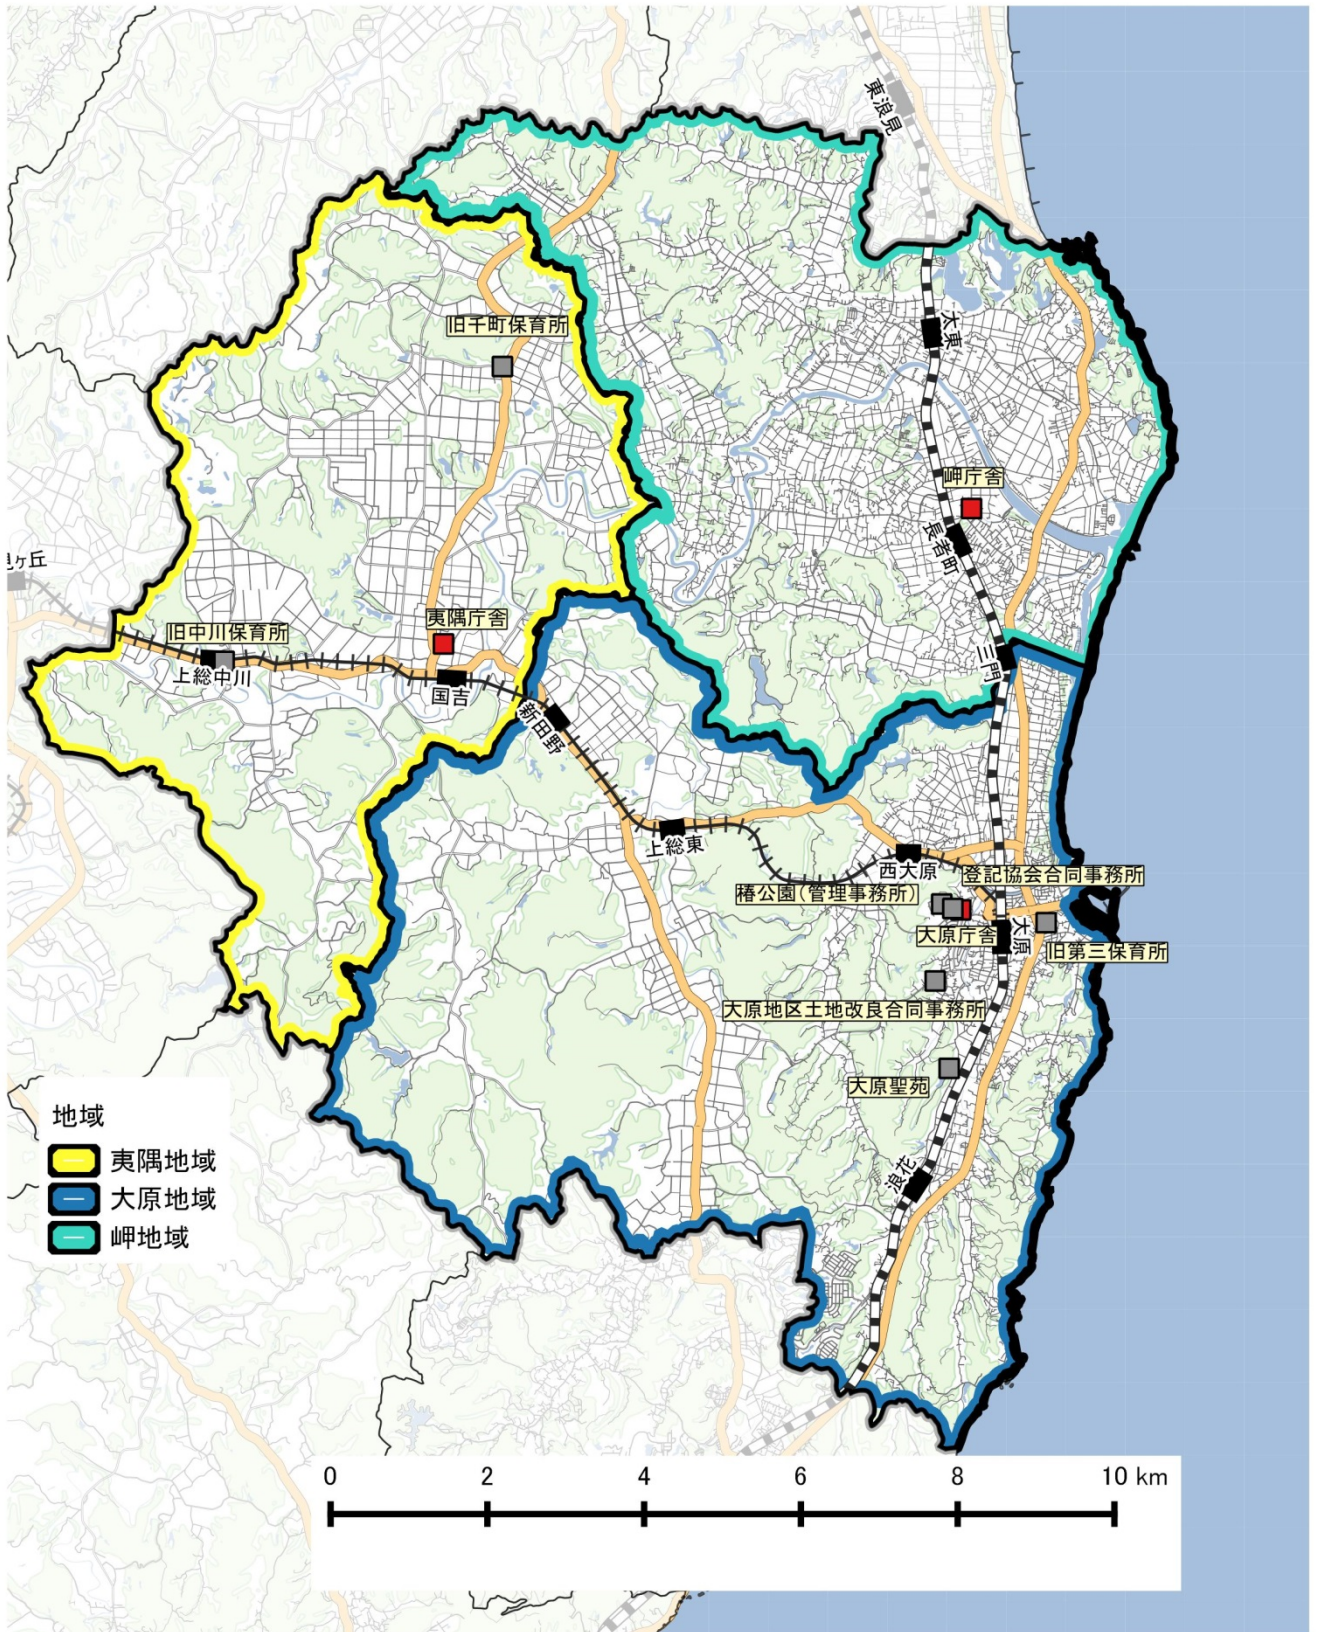 東浪見
旧千町保育所
太東
岬庁舎
長者町
見ヶ丘
夷隅庁舎
旧中川保育所
上総中川
国吉
三門
新田野
上総東
西大原
登記協会合同事務所
椿公園（管理事務所）
大原庁舎
大原
旧第三保育所
大原地区土地改良合同事務所
大原聖苑
浪花
地域
夷隅地域
大原地域
岬地域
0 2 4 6 8 10 km